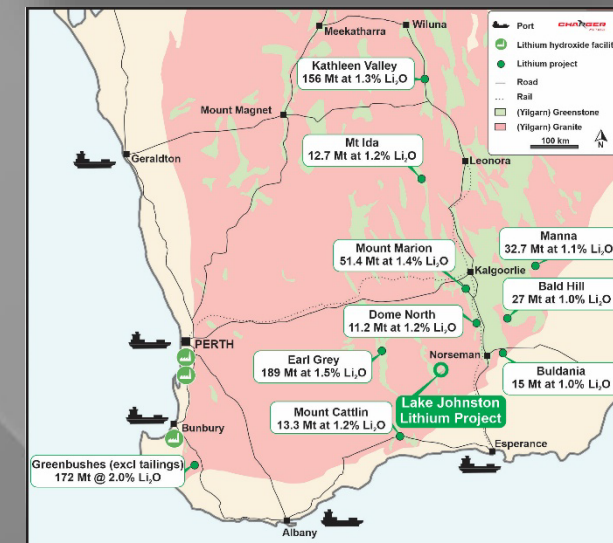 Port
CHARGER
Lithium hydroxide facilit
Lithium project
Road
Rail
(Yilgarn) Greenstone
(Yilgarn) Granite
100 km
N
Meekatharra
Wiluna
Kathleen Valley
156 Mt at 1.3% Li₂O
Mount Magnet
Mt Ida
12.7 Mt at 1.2% Li₂O
Geraldton
Leonora
Manna
32.7 Mt at 1.1% Li₂O
Mount Marion
51.4 Mt at 1.4% Li₂O
Kalgoorlie
Bald Hill
27 Mt at 1.0% Li₂O
Dome North
11.2 Mt at 1.2% Li₂O
PERTH
Earl Grey
189 Mt at 1.5% Li₂O
Norseman
Buldania
15 Mt at 1.0% Li₂O
Lake Johnston
Lithium Project
Mount Cattlin
13.3 Mt at 1.2% Li₂O
Bunbury
Esperance
Greenbushes (excl tailings)
172 Mt @ 2.0% Li₂O
Albany